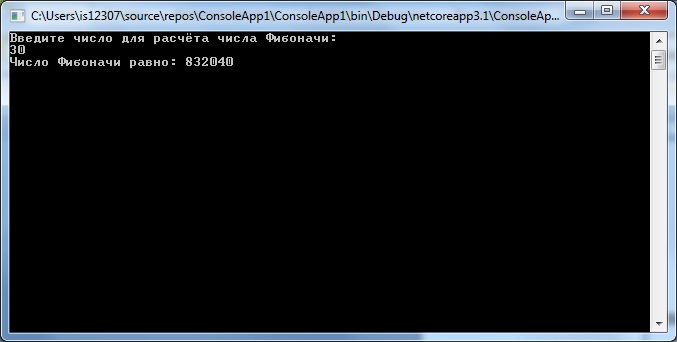 C:\Users\is12307\source\repos\ConsoleApp1\ConsoleApp1\bin\Debug\netcoreapp3.1\ConsoleAp...
Введите число для расчёта числа Фибоначи:
30
Число Фибоначи равно: 832040